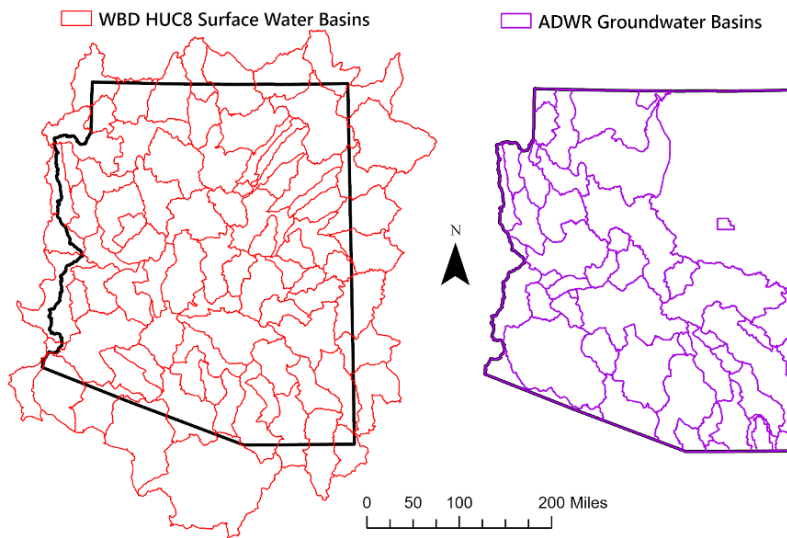 WBD HUC8 Surface Water Basins
ADWR Groundwater Basins
N
0 50 100 200 Miles